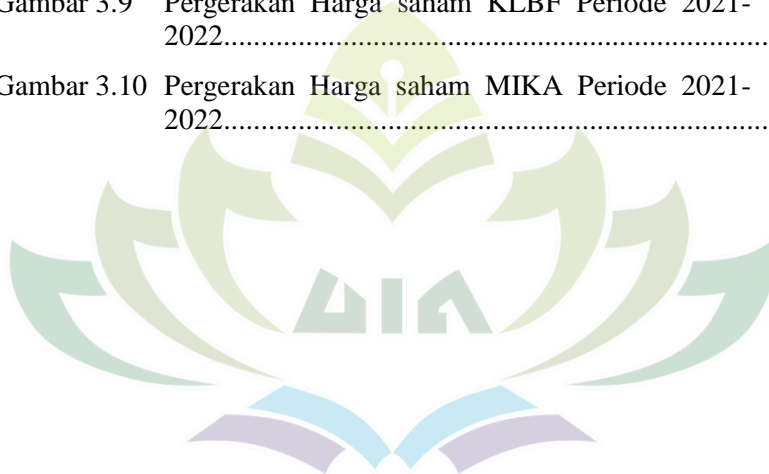 Gambar 3.9 Pergerakan Harga saham KLBF Periode 2021-
2022........................................................................
Gambar 3.10 Pergerakan Harga saham MIKA Periode 2021-
2022........................................................................
UIN